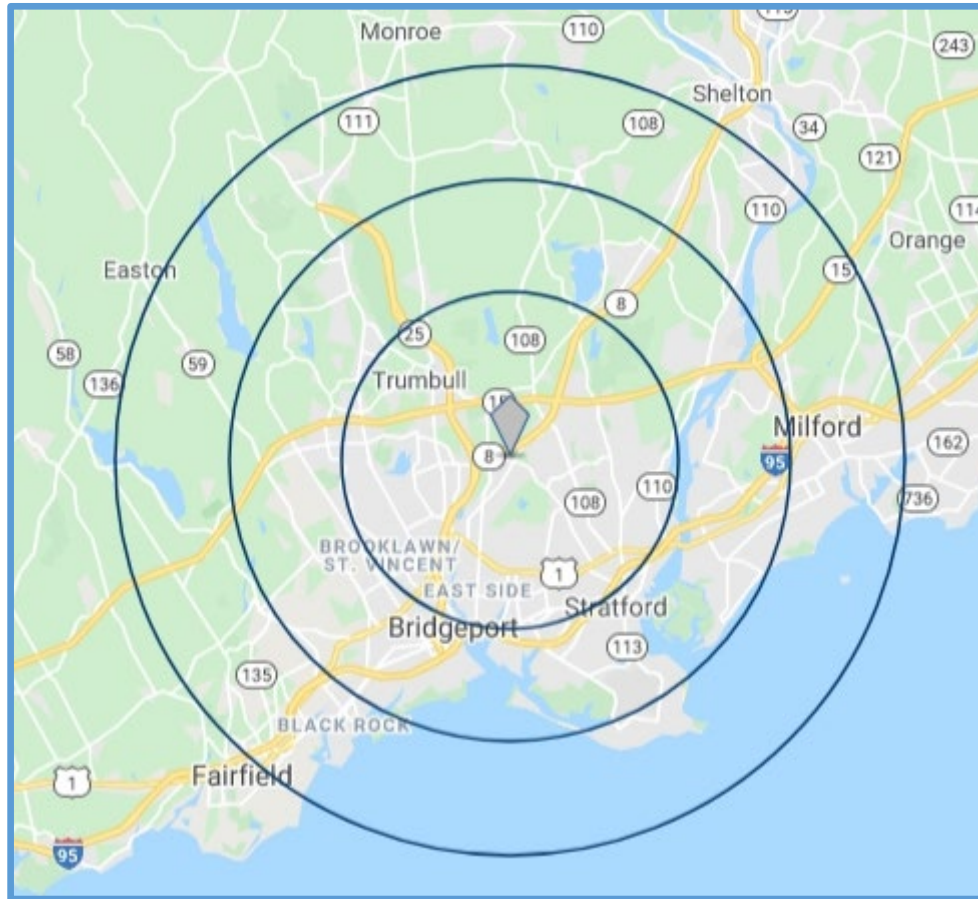 Monroe
110
243
Shelton
111
108
34
121
110
114
Orange
Easton
15
8
25
108
58
59
136
Trumbull
Milford
8
95
162
110
108
736
BROOKLAWN/
ST. VINCENT
EAST SIDE
1
Stratford
Bridgeport
113
135
BLACK ROCK
Fairfield
1
95